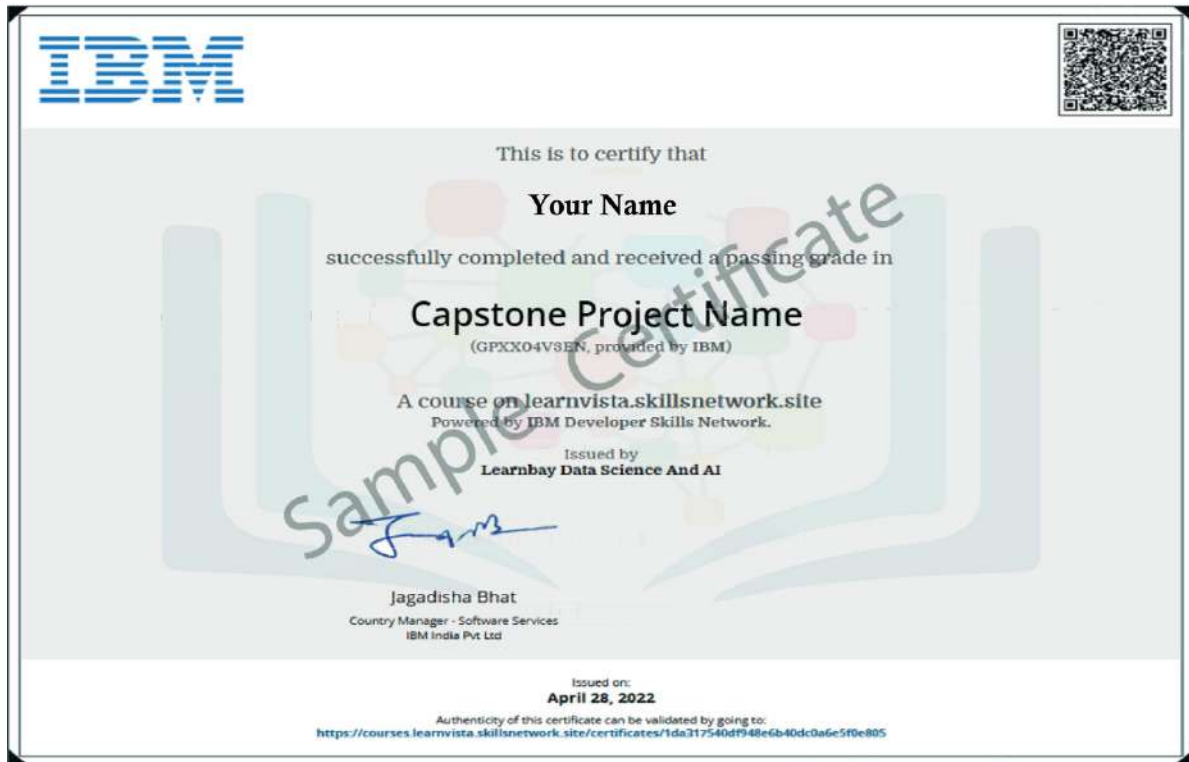 IBM
This is to certify that
Your Name
successfully completed and received a passing grade in
Capstone Project Name
(GPXX04V8EN, provided by IBM)
A course on learnvista.skillsnetwork.site
Powered by IBM Developer Skills Network.
Issued by
Learnbay Data Science And AI
Sample Certificate
Jagadisha Bhat
Country Manager - Software Services
IBM India Pvt Ltd
Issued on:
April 28, 2022
Authenticity of this certificate can be validated by going to:
https://courses.learnvista.skillsnetwork.site/certificates/1da317540df948e6b40dc0a6e5f0e805